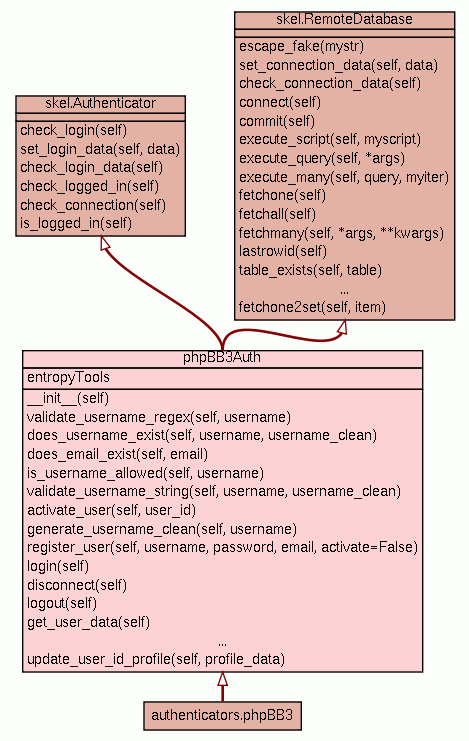 skel.RemoteDatabase
escape_fake(mystr)
set_connection_data(self, data)
check_connection_data(self)
connect(self)
commit(self)
execute_script(self, myscript)
execute_query(self, *args)
execute_many(self, query, myiter)
fetchone(self)
fetchall(self)
fetchmany(self, *args, **kwargs)
lastrowid(self)
table_exists(self, table)
...
fetchone2set(self, item)
skel.Authenticator
check_login(self)
set_login_data(self, data)
check_login_data(self)
check_logged_in(self)
check_connection(self)
is_logged_in(self)
phpBB3Auth
entropyTools
__init__(self)
validate_username_regex(self, username)
does_username_exist(self, username, username_clean)
does_email_exist(self, email)
is_username_allowed(self, username)
validate_username_string(self, username, username_clean)
activate_user(self, user_id)
generate_username_clean(self, username)
register_user(self, username, password, email, activate=False)
login(self)
disconnect(self)
logout(self)
get_user_data(self)
...
update_user_id_profile(self, profile_data)
authenticators.phpBB3